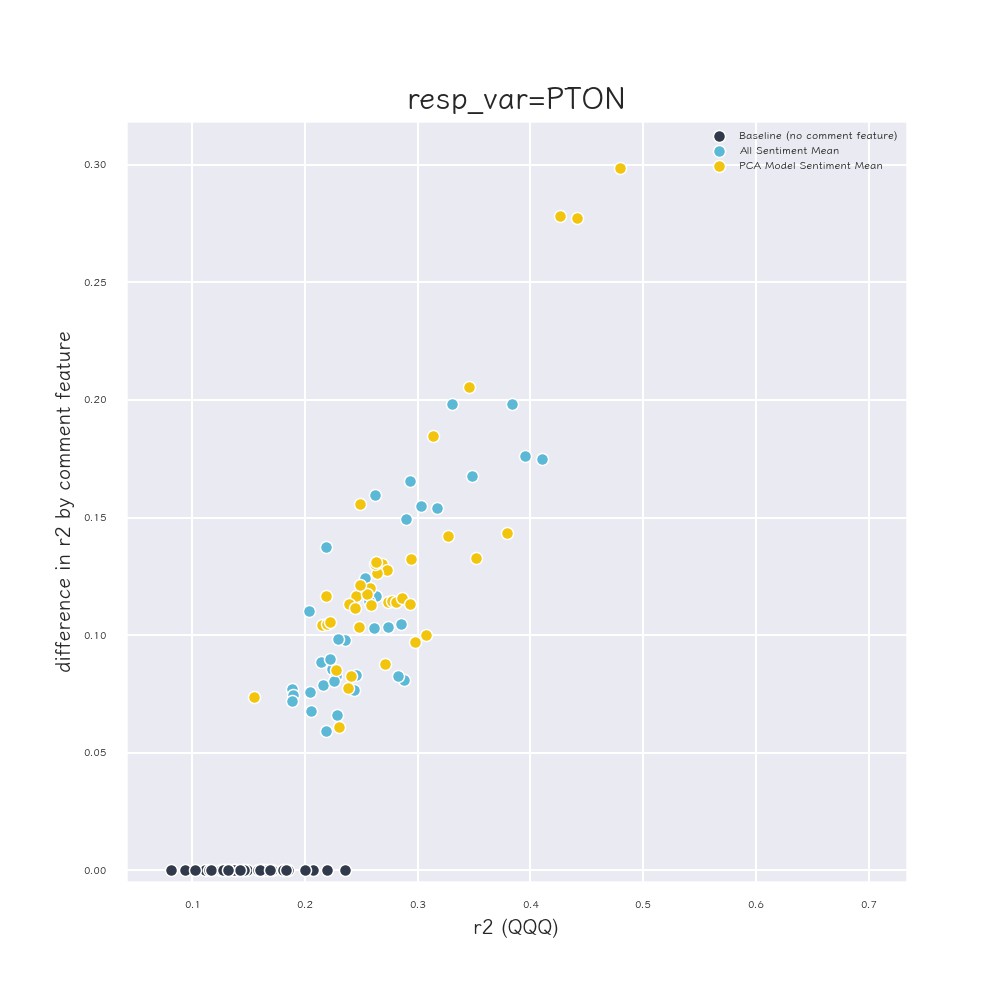 resp_var=PTON
Baseline (no comment feature)
All Sentiment Mean
PCA Model Sentiment Mean
difference in r2 by comment feature
0.30
0.25
0.20
0.15
0.10
0.05
0.00
0.1 0.2 0.3 0.4 0.5 0.6 0.7
r2 (QQQ)